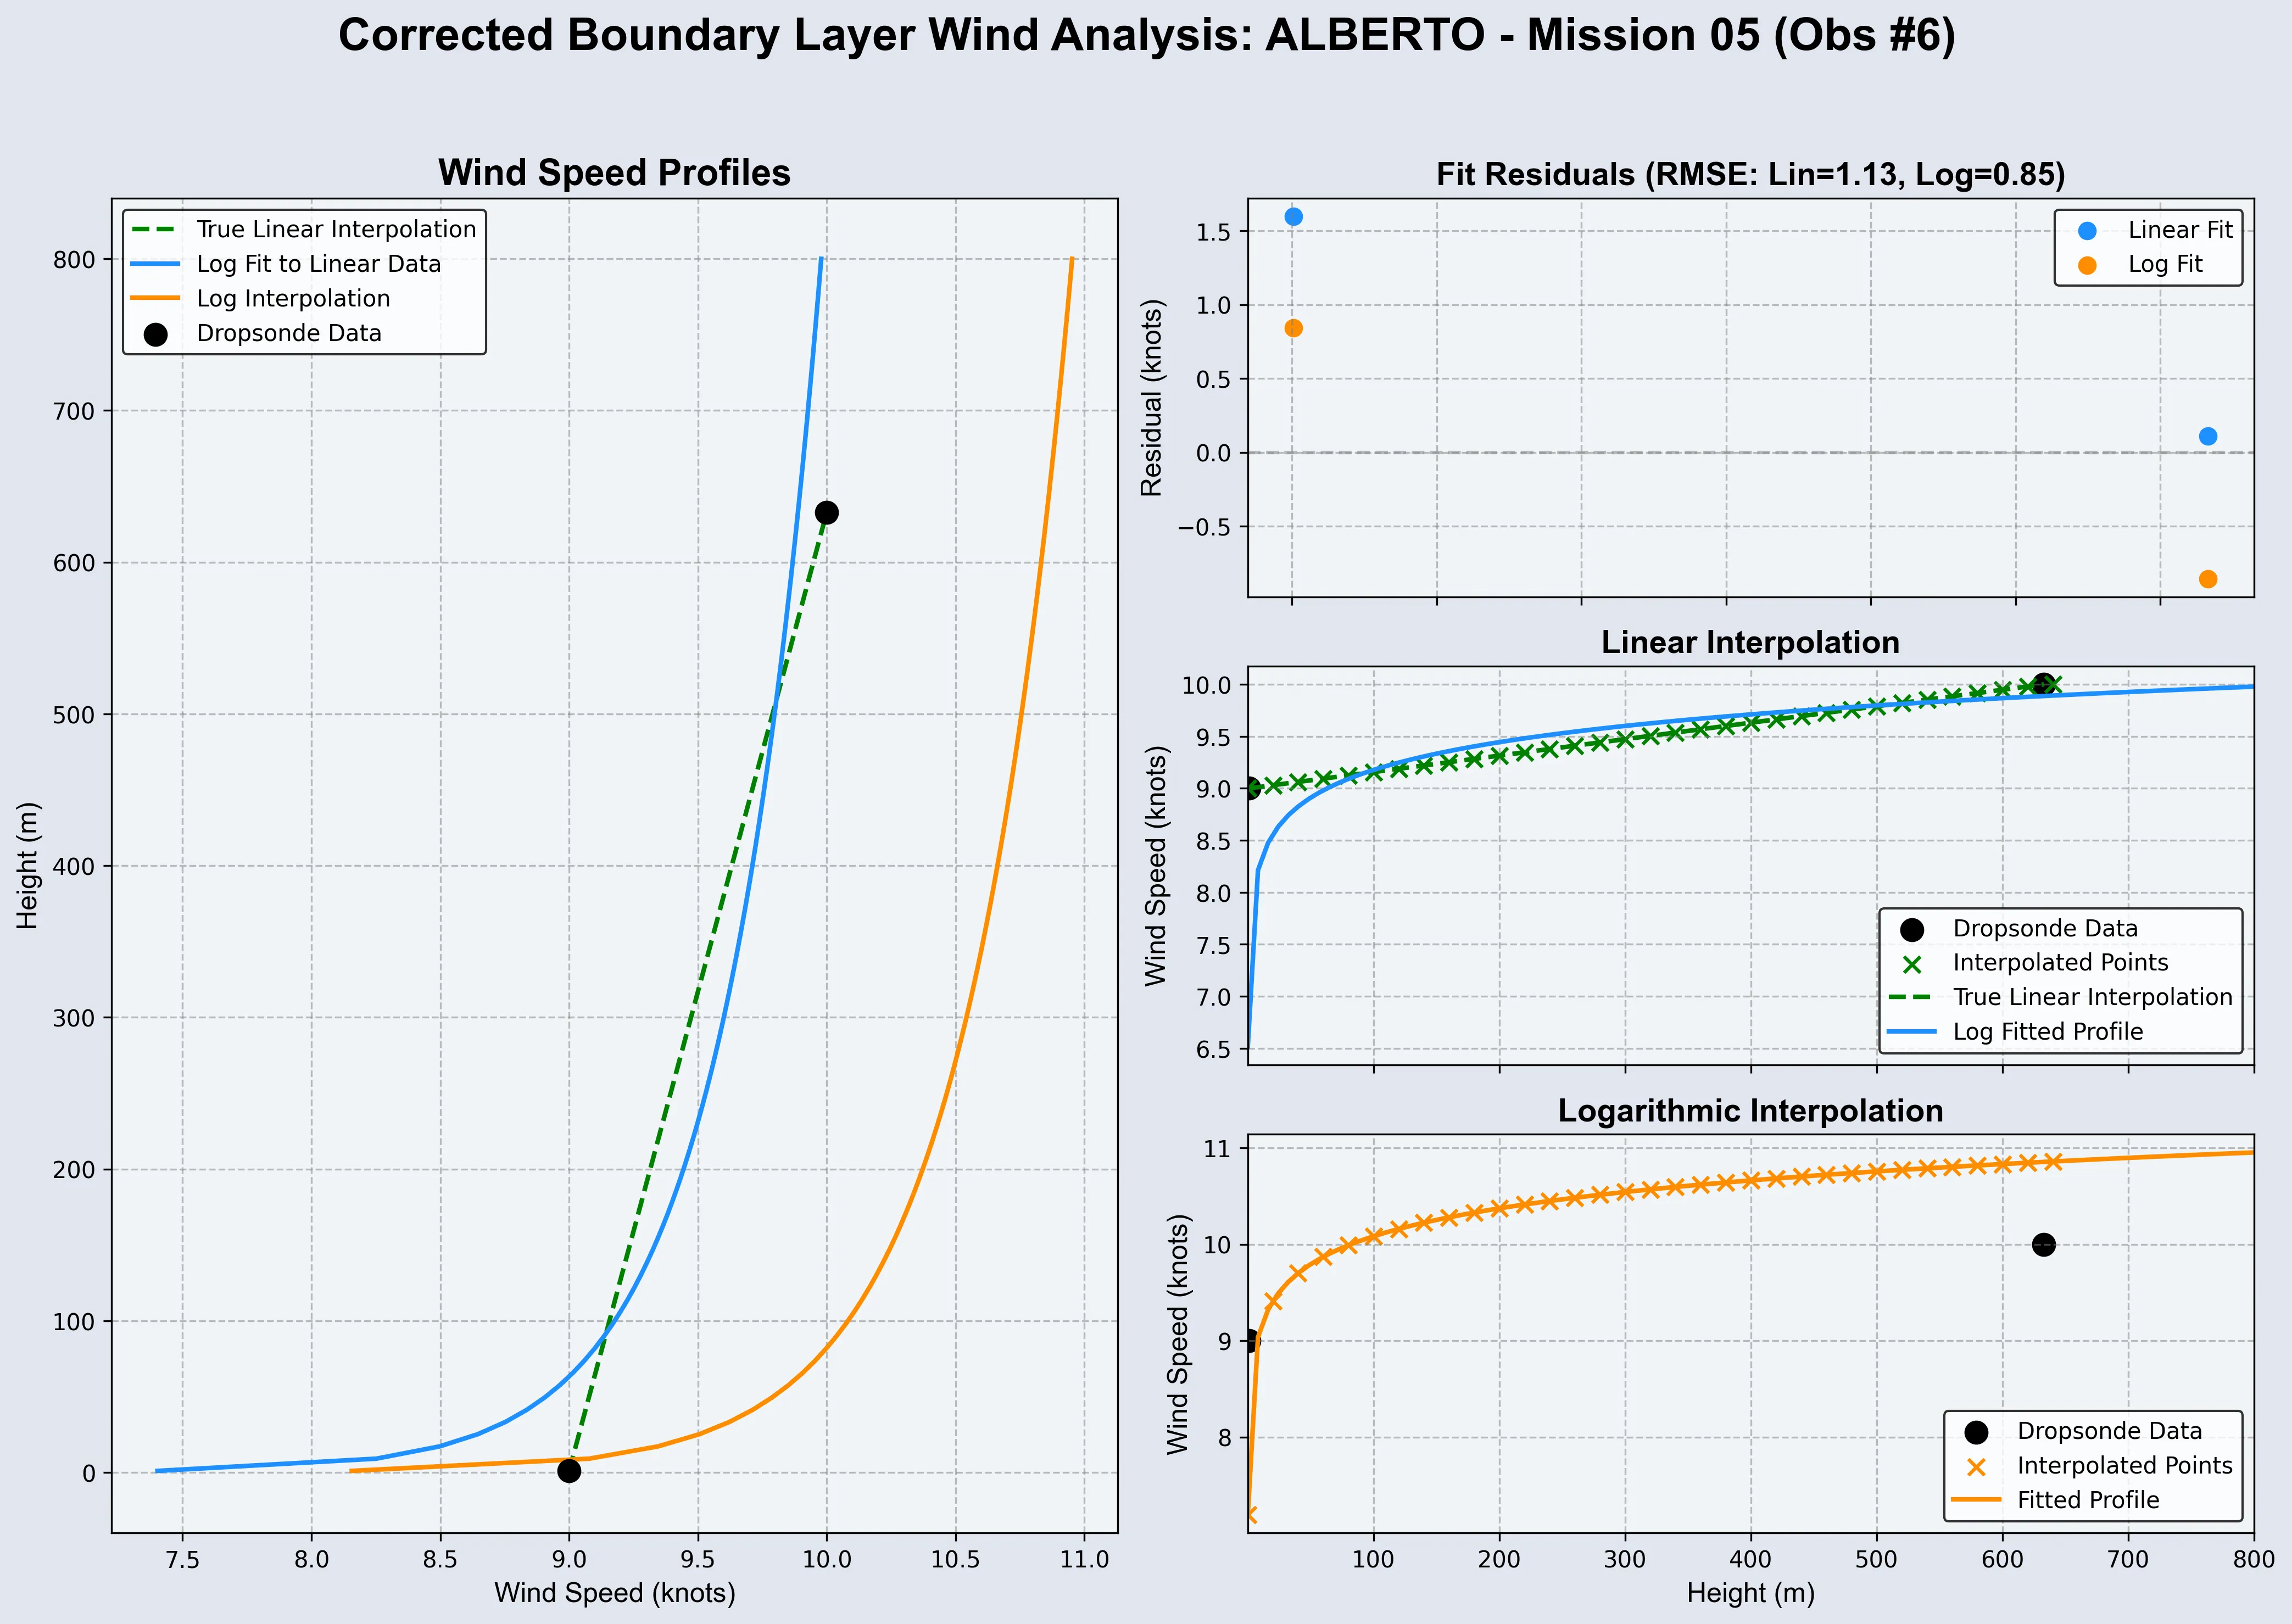 Corrected Boundary Layer Wind Analysis: ALBERTO - Mission 05 (Obs #6)
Wind Speed Profiles
True Linear Interpolation
Log Fit to Linear Data
Log Interpolation
Dropsonde Data
800
700
600
500
400
300
200
100
0
Height (m)
7.5
8.0
8.5
9.0
9.5
10.0
10.5
11.0
Wind Speed (knots)
Fit Residuals (RMSE: Lin=1.13, Log=0.85)
Linear Fit
Log Fit
1.5
1.0
0.5
0.0
−0.5
Residual (knots)
Linear Interpolation
10.0
9.5
9.0
8.5
8.0
7.5
7.0
6.5
Wind Speed (knots)
Dropsonde Data
Interpolated Points
True Linear Interpolation
Log Fitted Profile
Logarithmic Interpolation
11
10
9
8
Wind Speed (knots)
Dropsonde Data
Interpolated Points
Fitted Profile
100
200
300
400
500
600
700
800
Height (m)